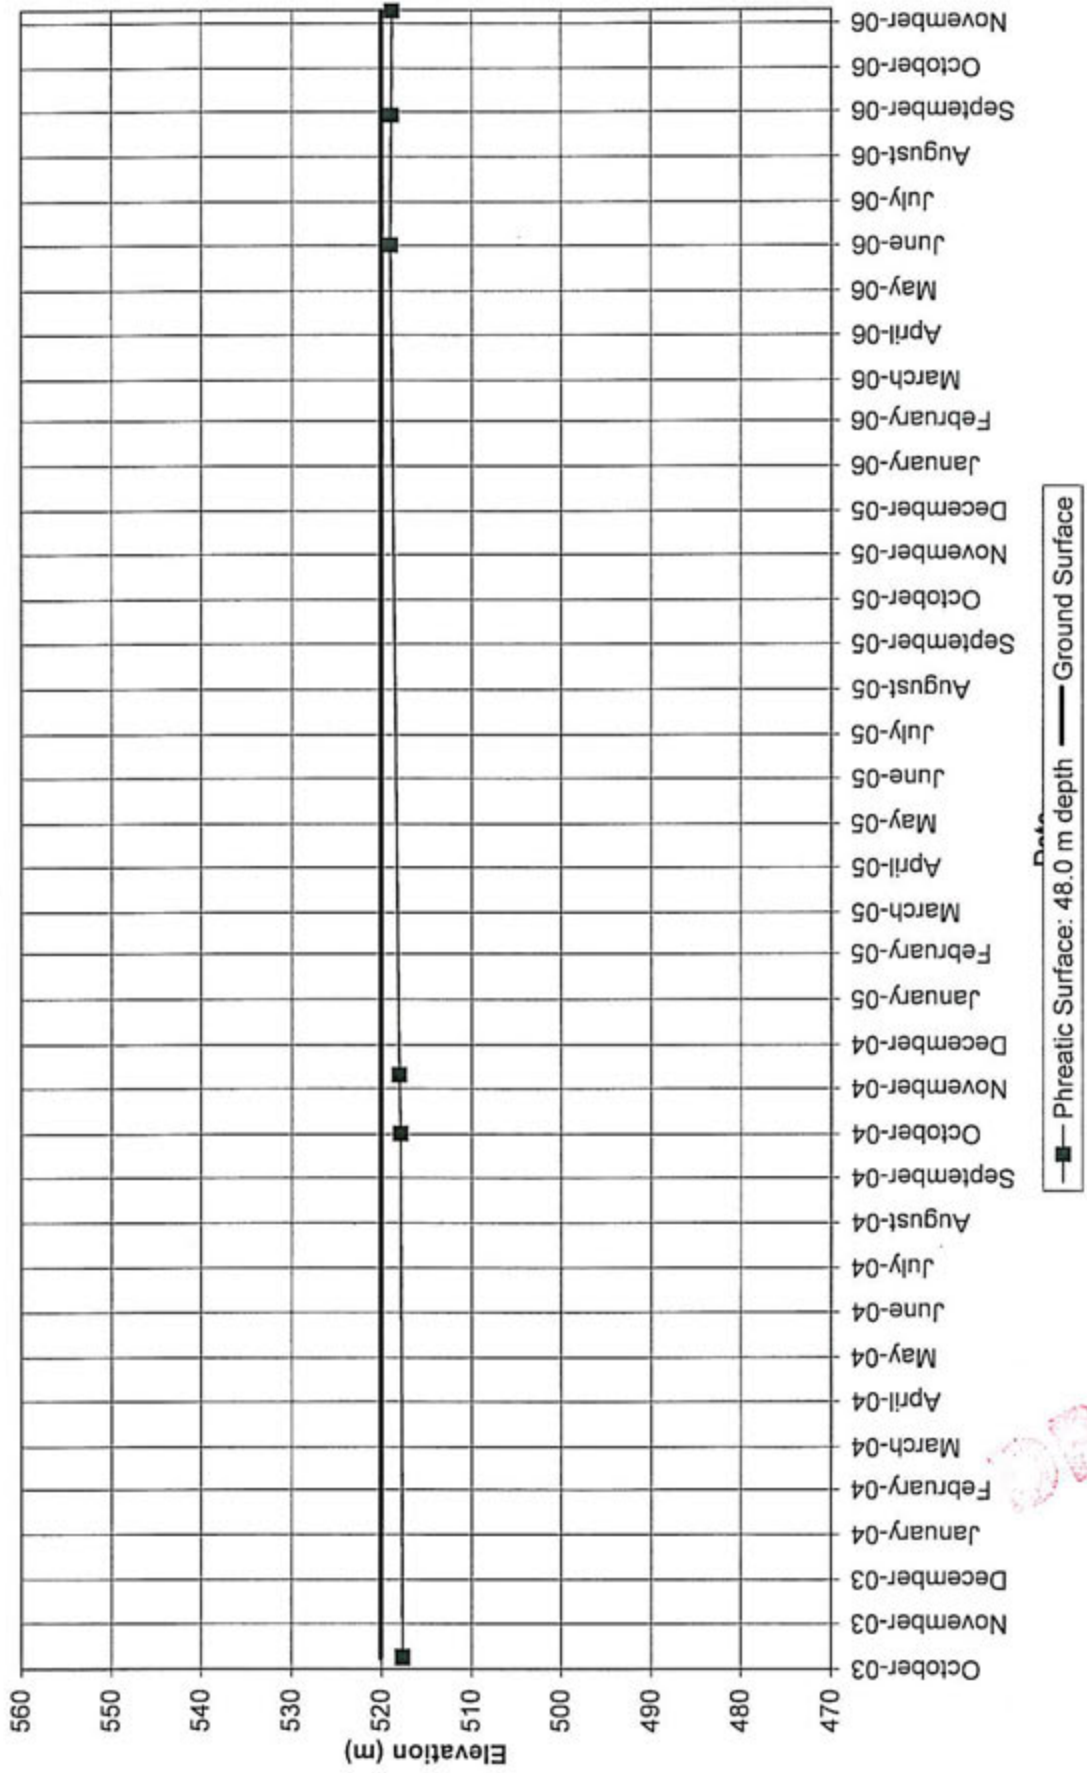 560
550
540
530
520
510
500
490
480
470
Elevation (m)
October-03
November-03
December-03
January-04
February-04
March-04
April-04
May-04
June-04
July-04
August-04
September-04
October-04
November-04
December-04
January-05
February-05
March-05
April-05
May-05
June-05
July-05
August-05
September-05
October-05
November-05
December-05
January-06
February-06
March-06
April-06
May-06
June-06
July-06
August-06
September-06
October-06
November-06
Date
Phreatic Surface: 48.0 m depth
Ground Surface